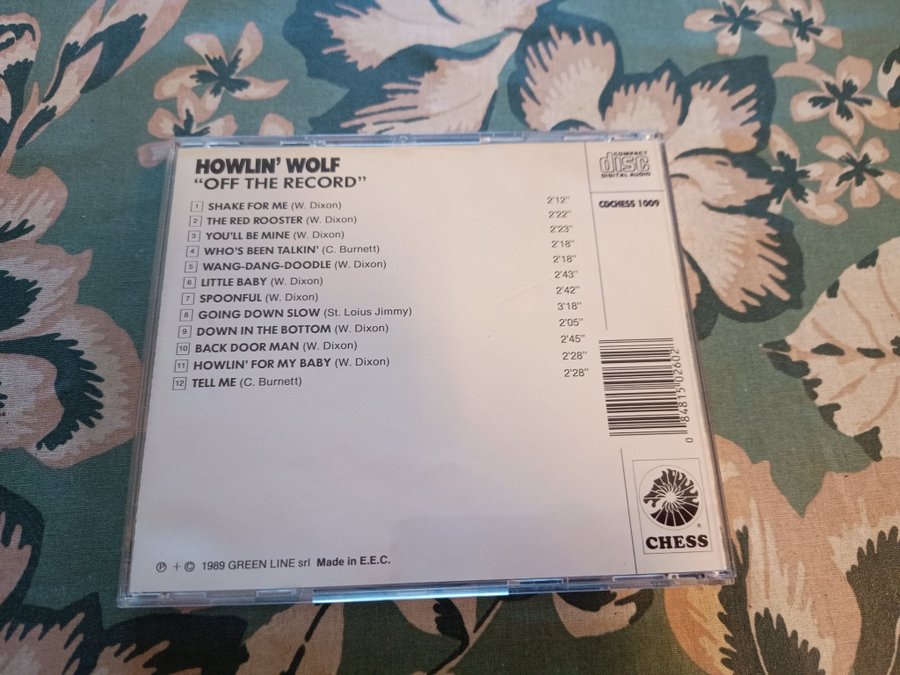 HOWLIN' WOLF
"OFF THE RECORD"
1 SHAKE FOR ME (W. Dixon) 2'12"
2 THE RED ROOSTER (W. Dixon) 2'22"
3 YOU'LL BE MINE (W. Dixon) 2'23"
4 WHO'S BEEN TALKIN' (C. Burnett) 2'18"
5 WANG-DANG-DOODLE (W. Dixon) 2'18"
6 LITTLE BABY (W. Dixon) 2'43"
7 SPOONFUL (W. Dixon) 2'42"
8 GOING DOWN SLOW (St. Loius Jimmy) 3'18"
9 DOWN IN THE BOTTOM (W. Dixon) 2'05"
10 BACK DOOR MAN (W. Dixon) 2'45"
11 HOWLIN' FOR MY BABY (W. Dixon) 2'28"
12 TELL ME (C. Burnett) 2'28"
℗ + © 1989 GREEN LINE srl Made in E.E.C.
COMPACT
disc
DIGITAL AUDIO
CDCHESS 1009
0 84815 02602
®
CHESS